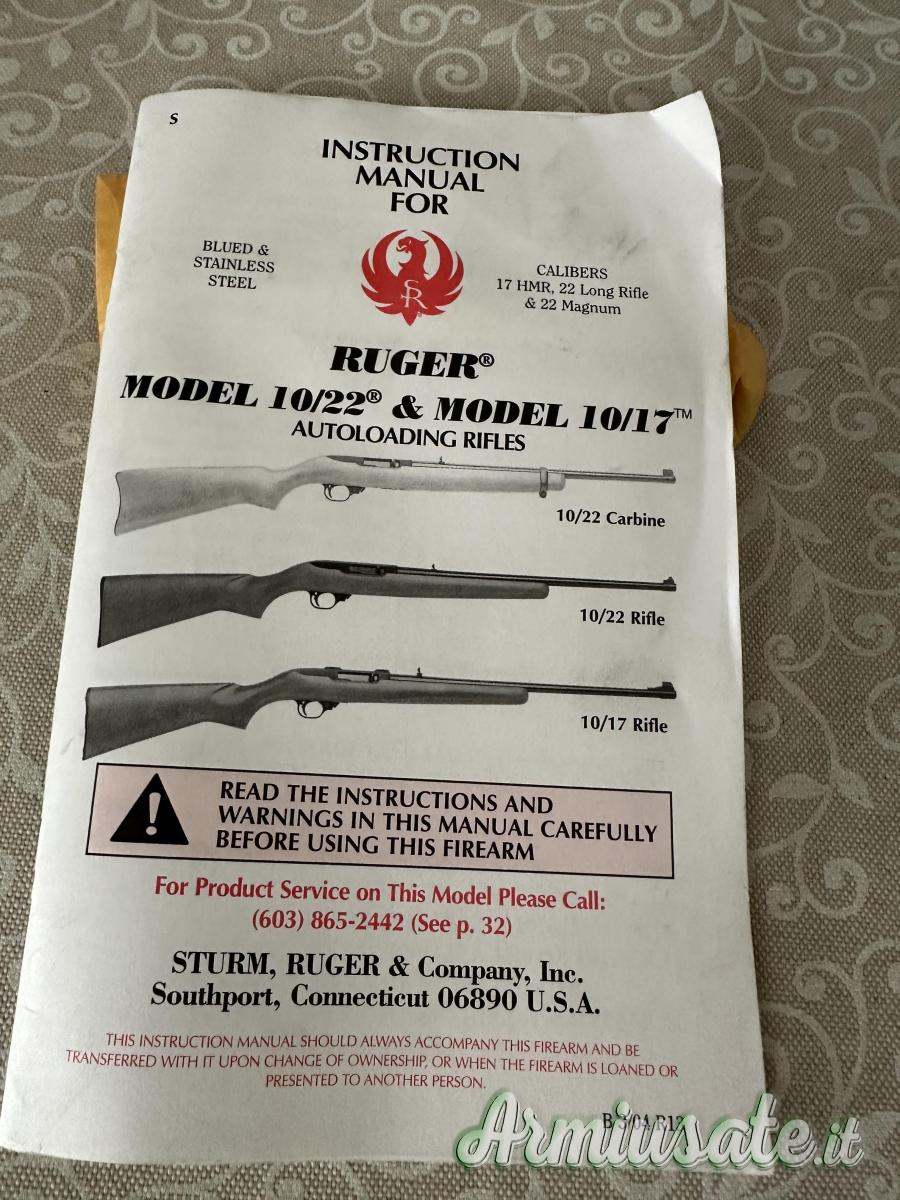 S
INSTRUCTION
MANUAL
FOR
BLUED &
STAINLESS
STEEL
SR
CALIBERS
17 HMR, 22 Long Rifle
& 22 Magnum
RUGER®
MODEL 10/22® & MODEL 10/17™
AUTOLOADING RIFLES
10/22 Carbine
10/22 Rifle
10/17 Rifle
READ THE INSTRUCTIONS AND
WARNINGS IN THIS MANUAL CAREFULLY
BEFORE USING THIS FIREARM
For Product Service on This Model Please Call:
(603) 865-2442 (See p. 32)
STURM, RUGER & Company, Inc.
Southport, Connecticut 06890 U.S.A.
THIS INSTRUCTION MANUAL SHOULD ALWAYS ACCOMPANY THIS FIREARM AND BE
TRANSFERRED WITH IT UPON CHANGE OF OWNERSHIP, OR WHEN THE FIREARM IS LOANED OR
PRESENTED TO ANOTHER PERSON.
Armiusate.it